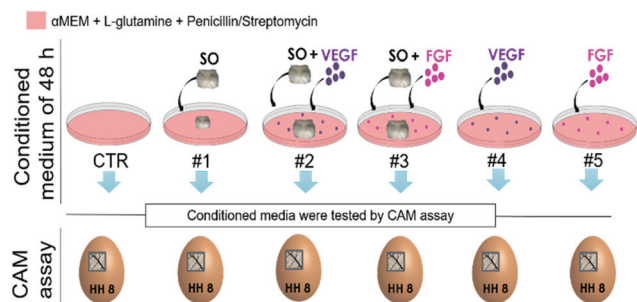 αMEM + L-glutamine + Penicillin/Streptomycin
Conditioned
medium of 48 h
SO
SO + VEGF
SO + FGF
VEGF
FGF
CTR
#1
#2
#3
#4
#5
Conditioned media were tested by CAM assay
CAM
assay
HH 8
HH 8
HH 8
HH 8
HH 8
HH 8